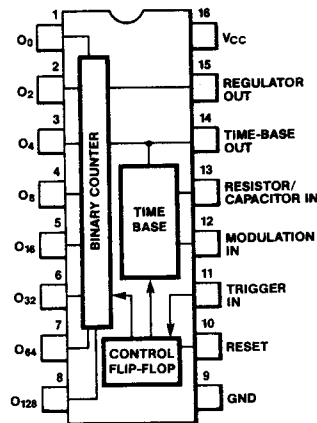 1
O0
2
O2
3
O4
4
O8
5
O16
6
O32
7
O64
8
O128
BINARY COUNTER
TIME
BASE
CONTROL
FLIP-FLOP
16
VCC
15
REGULATOR
OUT
14
TIME-BASE
OUT
13
RESISTOR/
CAPACITOR IN
12
MODULATION
IN
11
TRIGGER
IN
10
RESET
9
GND